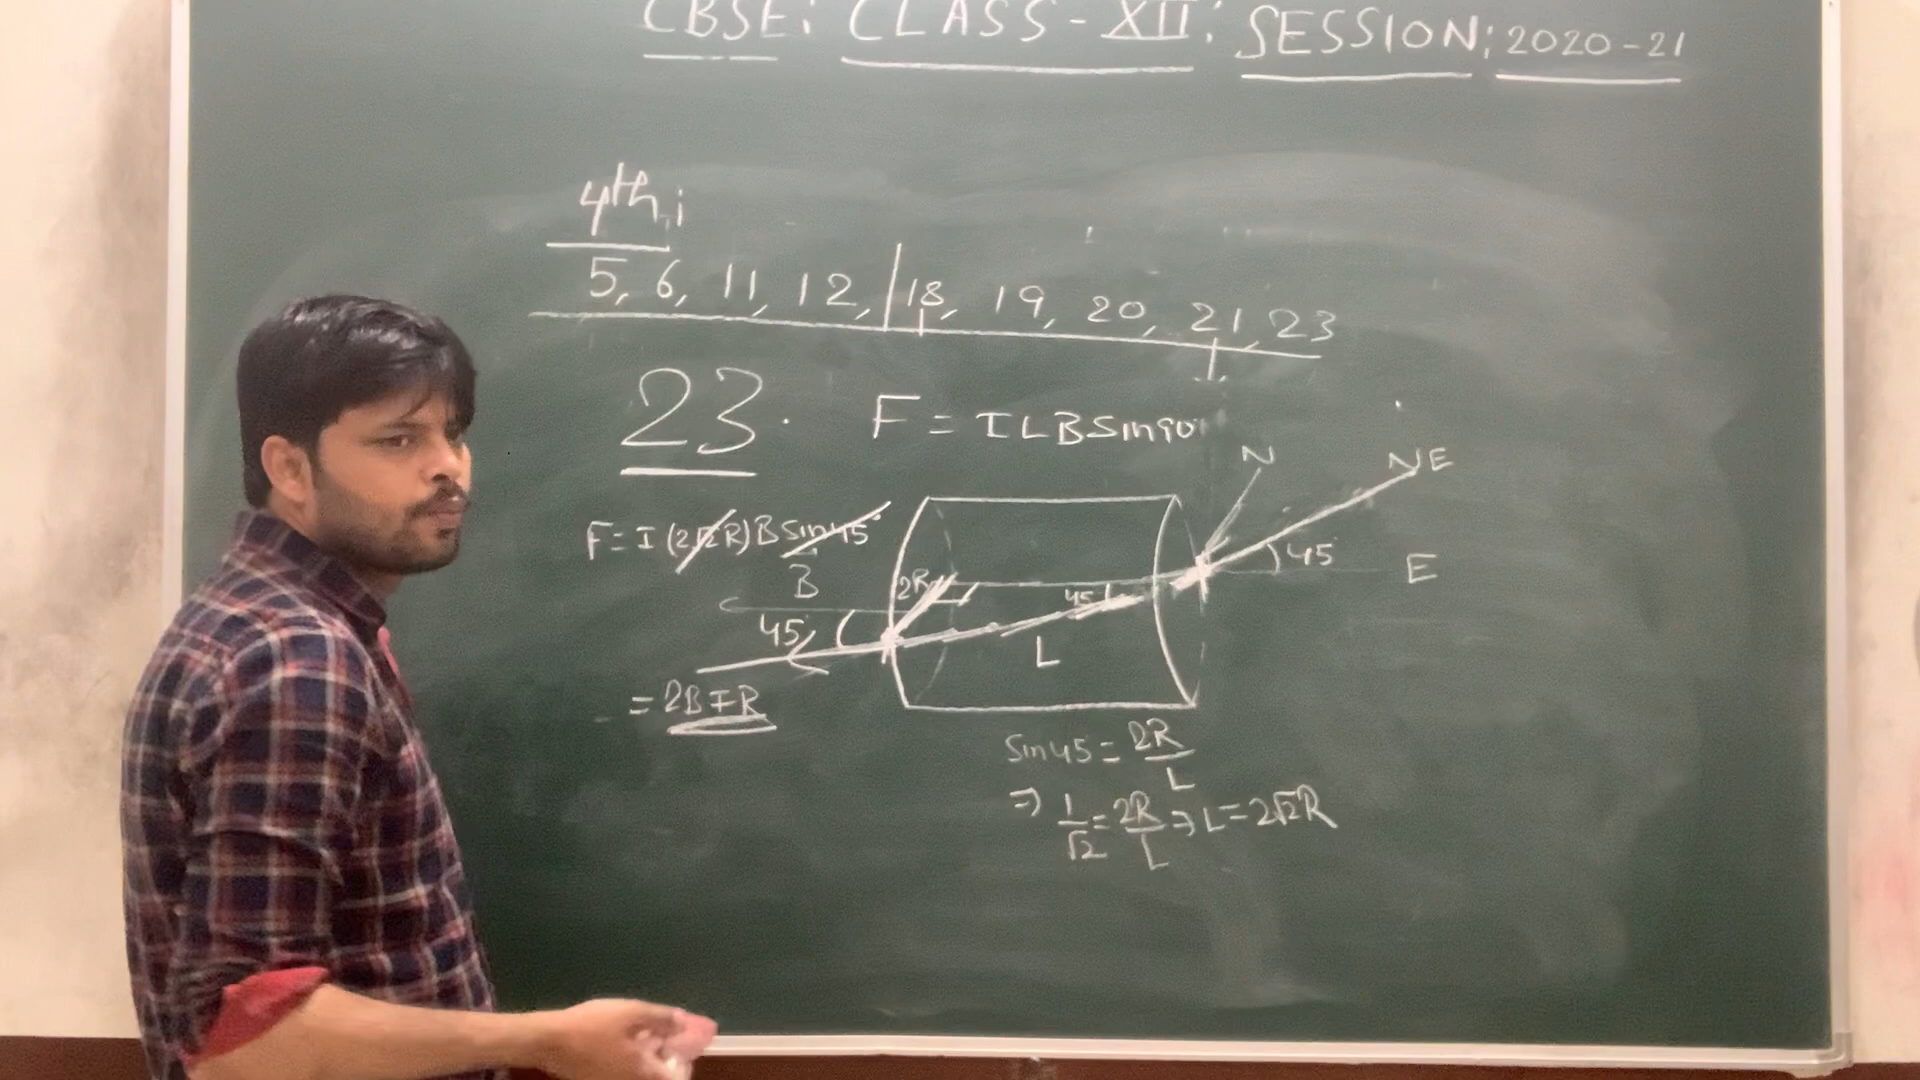 CBSE: CLASS-XII: SESSION: 2020-21
4th:
5, 6, 11, 12, 18, 19, 20, 21, 23
23. F = ILBSin90
N
NE
F = I (2√2R) B Sin45°
B
2R
45
45
E
45
L
= 2BIR
Sin45 = 2R/L
⇒ 1/√2 = 2R/L ⇒ L = 2√2R